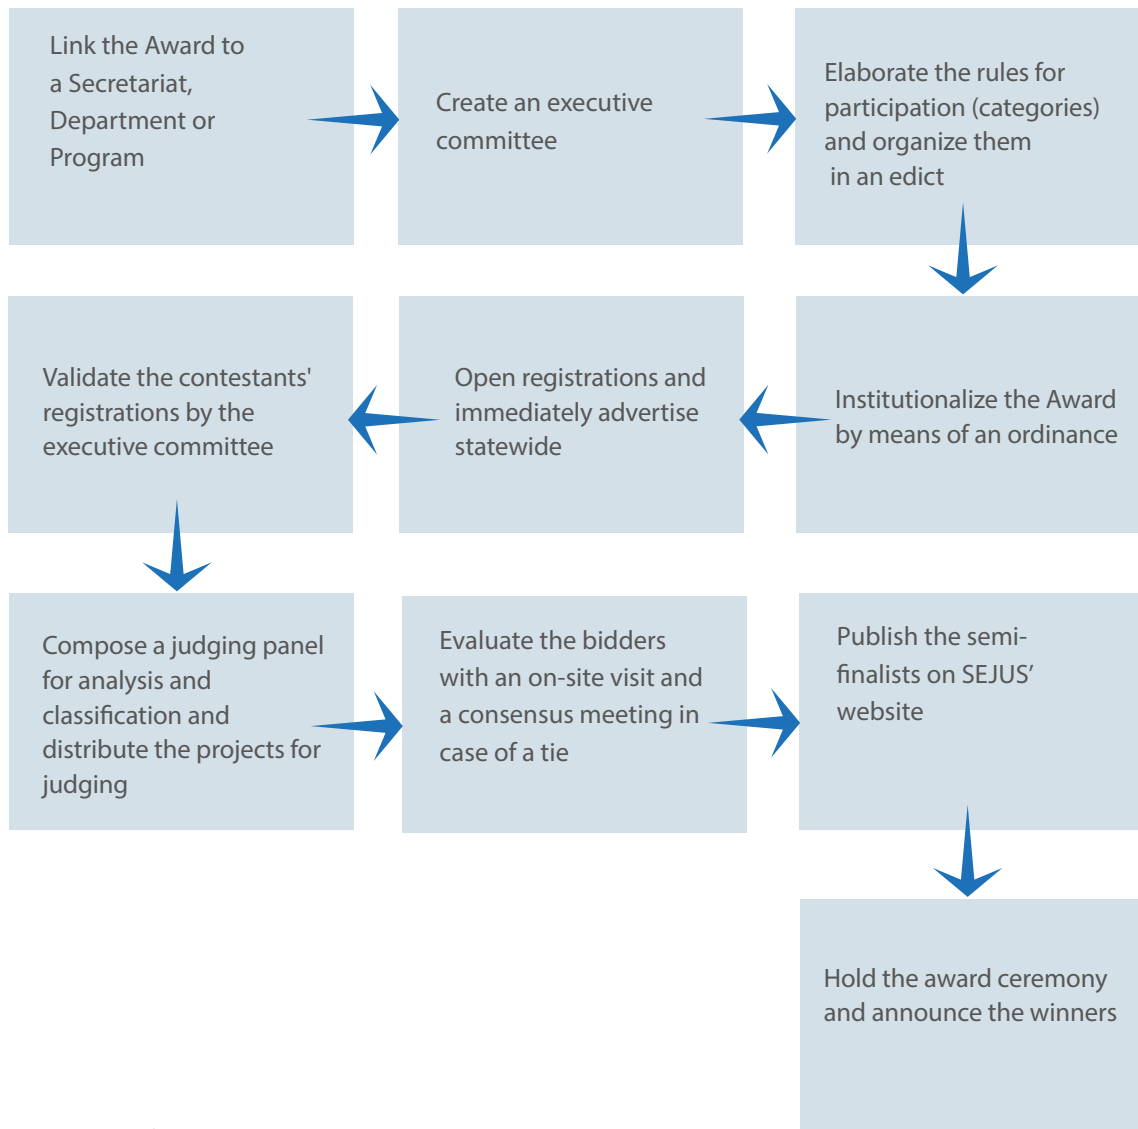 Link the Award to
a Secretariat,
Department or
Program
Create an executive
committee
Elaborate the rules for
participation (categories)
and organize them
in an edict
Institutionalize the Award
by means of an ordinance
Open registrations and
immediately advertise
statewide
Validate the contestants'
registrations by the
executive committee
Compose a judging panel
for analysis and
classification and
distribute the projects for
judging
Evaluate the bidders
with an on-site visit and
a consensus meeting in
case of a tie
Publish the semi-
finalists on SEJUS’
website
Hold the award ceremony
and announce the winners